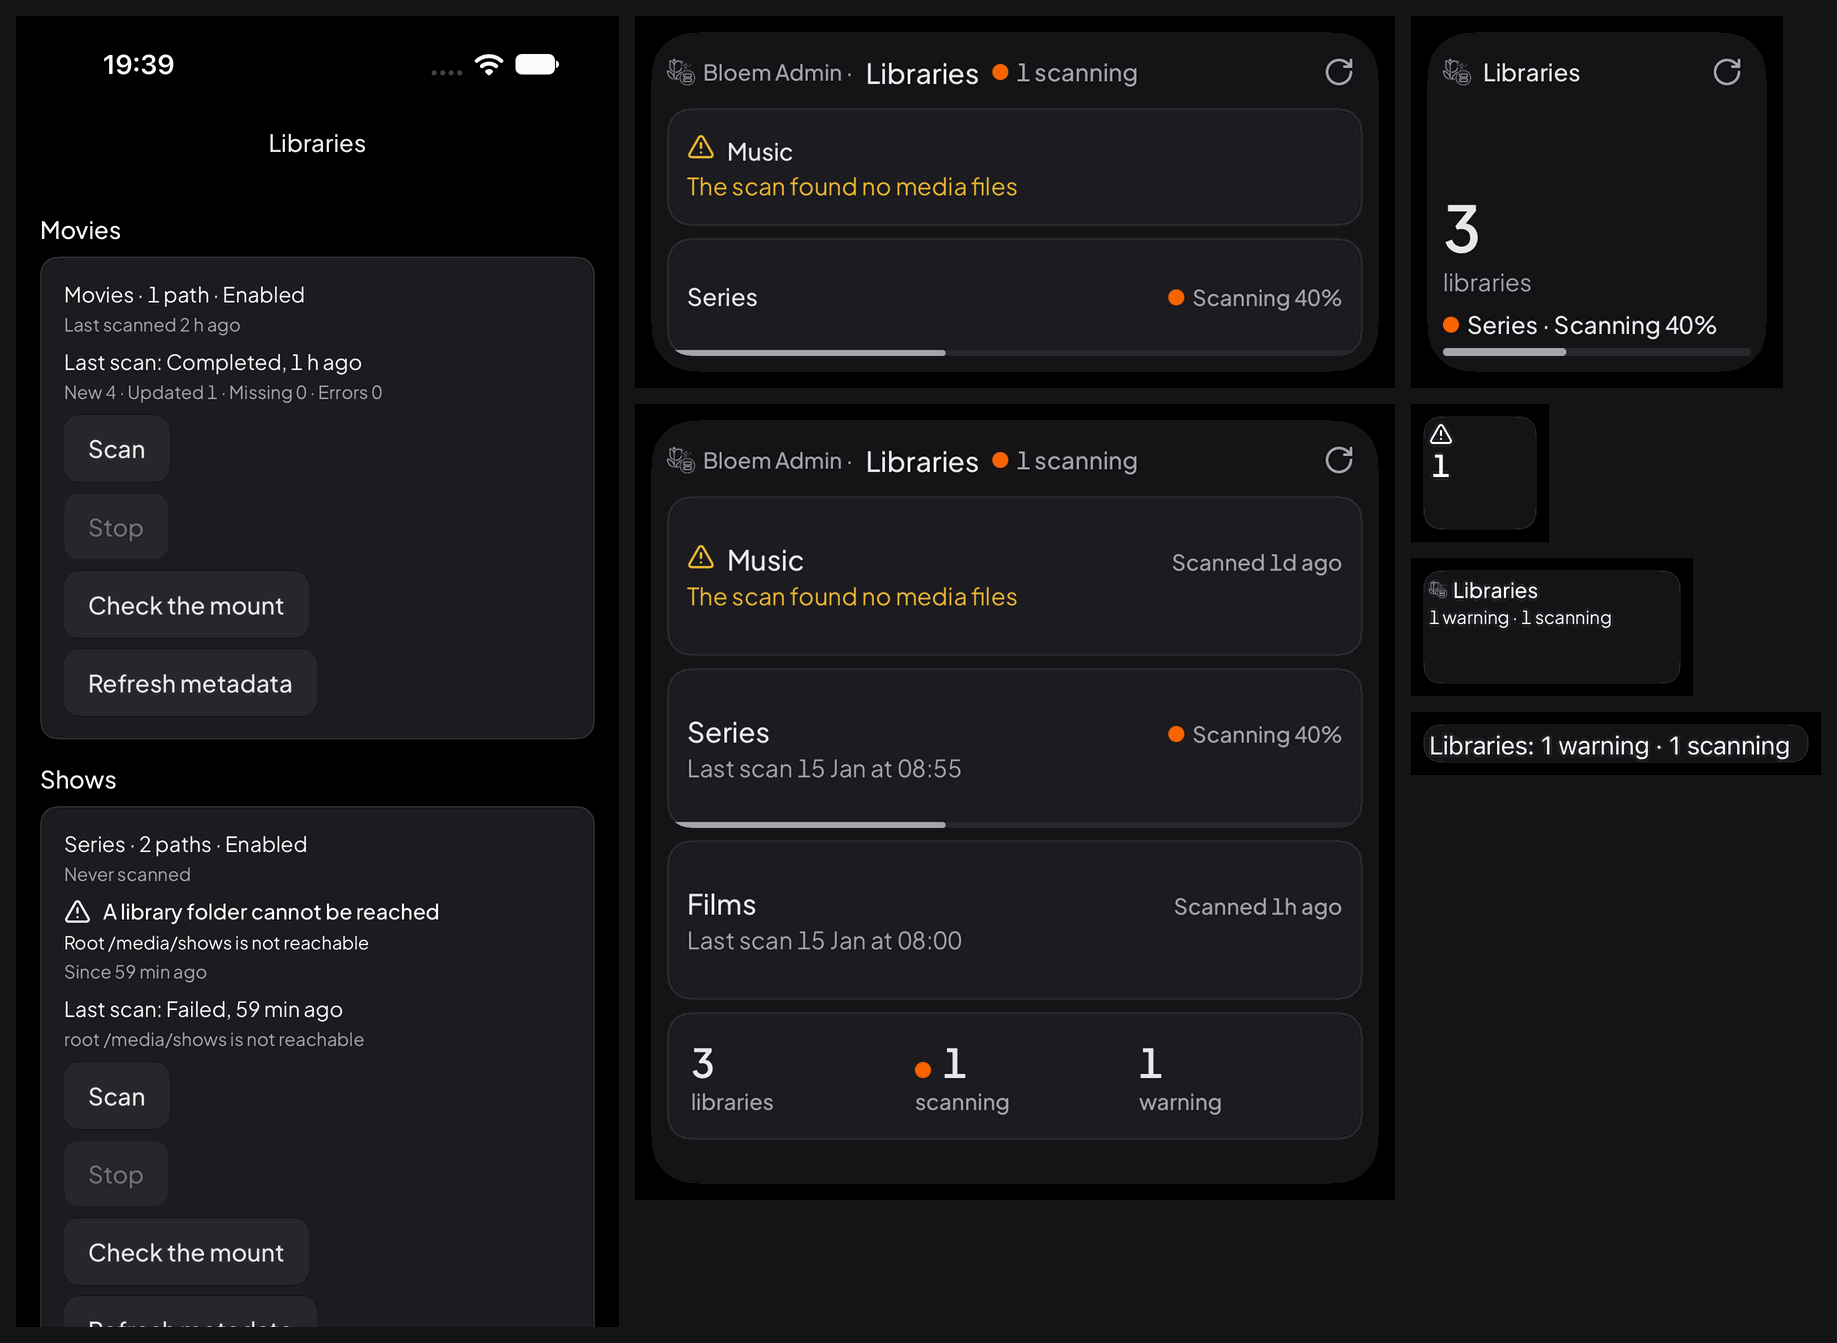 19:39
Libraries
Movies
Movies · 1 path · Enabled
Last scanned 2 h ago
Last scan: Completed, 1 h ago
New 4 · Updated 1 · Missing 0 · Errors 0
Scan
Stop
Check the mount
Refresh metadata
Shows
Series · 2 paths · Enabled
Never scanned
A library folder cannot be reached
Root /media/shows is not reachable
Since 59 min ago
Last scan: Failed, 59 min ago
root /media/shows is not reachable
Scan
Stop
Check the mount
Refresh metadata
Bloem Admin · Libraries 1 scanning
Music
The scan found no media files
Series Scanning 40%
Bloem Admin · Libraries 1 scanning
Music Scanned 1d ago
The scan found no media files
Series Scanning 40%
Last scan 15 Jan at 08:55
Films Scanned 1h ago
Last scan 15 Jan at 08:00
3 1 1
libraries scanning warning
Libraries
3
libraries
Series · Scanning 40%
1
Libraries
1 warning · 1 scanning
Libraries: 1 warning · 1 scanning